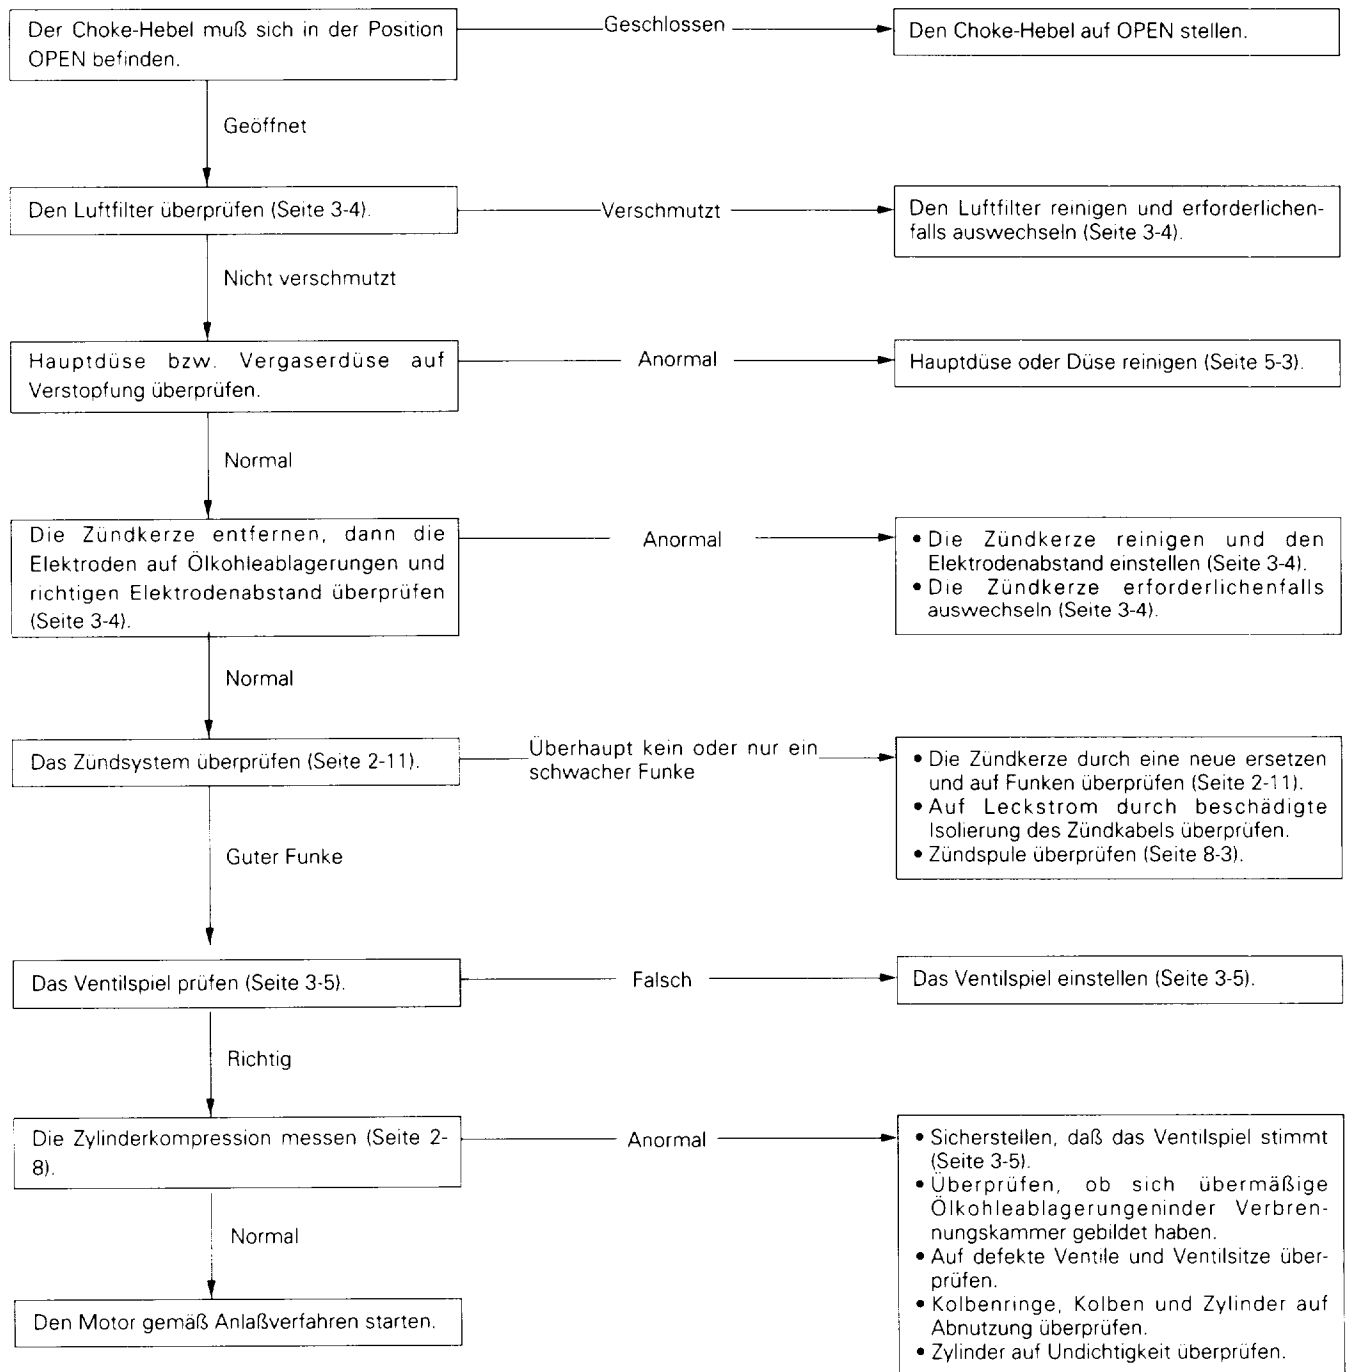 Der Choke-Hebel muß sich in der Position
OPEN befinden.
Geschlossen
Den Choke-Hebel auf OPEN stellen.
Geöffnet
Den Luftfilter überprüfen (Seite 3-4).
Verschmutzt
Den Luftfilter reinigen und erforderlichen-
falls auswechseln (Seite 3-4).
Nicht verschmutzt
Hauptdüse bzw. Vergaserdüse auf
Verstopfung überprüfen.
Anormal
Hauptdüse oder Düse reinigen (Seite 5-3).
Normal
Die Zündkerze entfernen, dann die
Elektroden auf Ölkohleablagerungen und
richtigen Elektrodenabstand überprüfen
(Seite 3-4).
Anormal
• Die Zündkerze reinigen und den
Elektrodenabstand einstellen (Seite 3-4).
• Die Zündkerze erforderlichenfalls
auswechseln (Seite 3-4).
Normal
Das Zündsystem überprüfen (Seite 2-11).
Überhaupt kein oder nur ein
schwacher Funke
• Die Zündkerze durch eine neue ersetzen
und auf Funken überprüfen (Seite 2-11).
• Auf Leckstrom durch beschädigte
Isolierung des Zündkabels überprüfen.
• Zündspule überprüfen (Seite 8-3).
Guter Funke
Das Ventilspiel prüfen (Seite 3-5).
Falsch
Das Ventilspiel einstellen (Seite 3-5).
Richtig
Die Zylinderkompression messen (Seite 2-
8).
Anormal
• Sicherstellen, daß das Ventilspiel stimmt
(Seite 3-5).
• Überprüfen, ob sich übermäßige
Ölkohleablagerungeninder Verbren-
nungskammer gebildet haben.
• Auf defekte Ventile und Ventilsitze über-
prüfen.
• Kolbenringe, Kolben und Zylinder auf
Abnutzung überprüfen.
• Zylinder auf Undichtigkeit überprüfen.
Normal
Den Motor gemäß Anlaßverfahren starten.